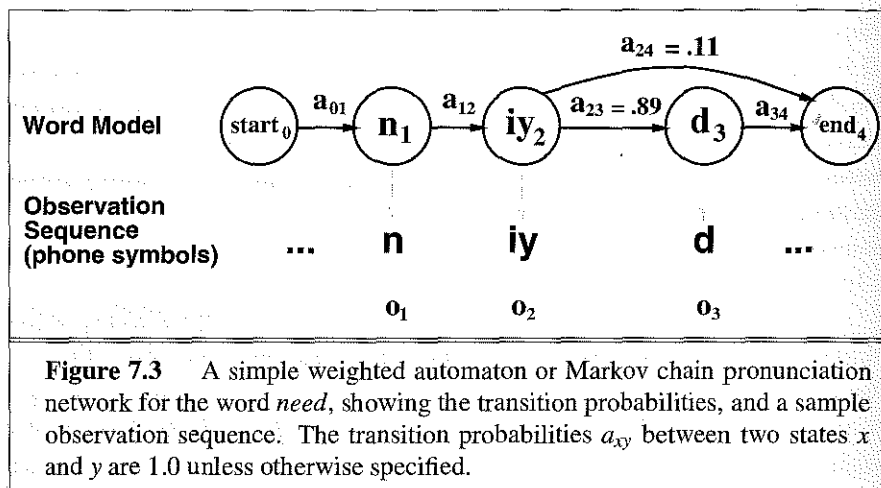 a24 = .11
Word Model start0 a01 n1 a12 iy2 a23 = .89 d3 a34 end4
Observation
Sequence
(phone symbols) ... n iy d ...
o1 o2 o3
Figure 7.3 A simple weighted automaton or Markov chain pronunciation
network for the word need, showing the transition probabilities, and a sample
observation sequence. The transition probabilities axy between two states x
and y are 1.0 unless otherwise specified.